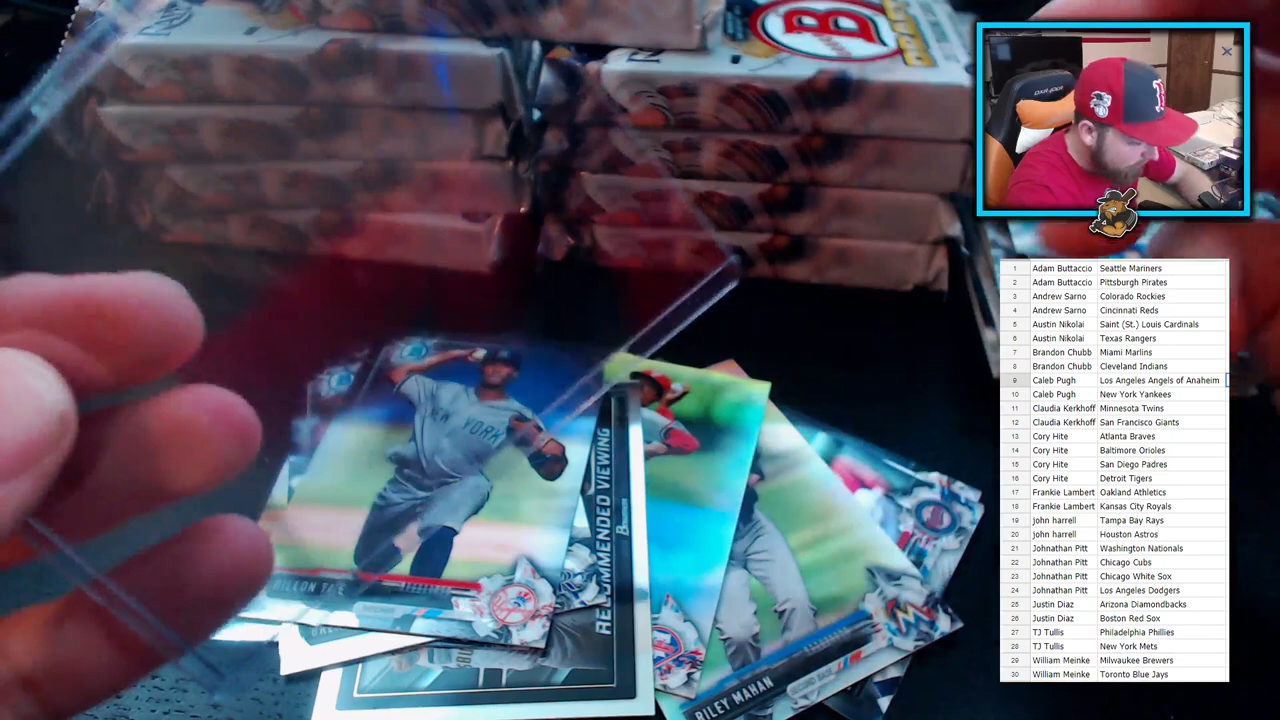 B
NEW YORK
RECOMMENDED VIEWING
BOWMAN
DILLON TATE
RILEY MAHAN
B
1 Adam Buttaccio Seattle Mariners
2 Adam Buttaccio Pittsburgh Pirates
3 Andrew Sarno Colorado Rockies
4 Andrew Sarno Cincinati Reds
5 Austin Nikolai Saint (St.) Louis Cardinals
6 Austin Nikolai Texas Rangers
7 Brandon Chubb Miami Marlins
8 Brandon Chubb Cleveland Indians
9 Caleb Pugh Los Angeles Angels of Anaheim
10 Caleb Pugh New York Yankees
11 Claudia Kerkhoff Minnesota Twins
12 Claudia Kerkhoff San Francisco Giants
13 Cory Hite Atlanta Braves
14 Cory Hite Baltimore Orioles
15 Cory Hite San Diego Padres
16 Cory Hite Detroit Tigers
17 Frankie Lambert Oakland Athletics
18 Frankie Lambert Kansas City Royals
19 john harrell Tampa Bay Rays
20 john harrell Houston Astros
21 Johnathan Pitt Washington Nationals
22 Johnathan Pitt Chicago Cubs
23 Johnathan Pitt Chicago White Sox
24 Johnathan Pitt Los Angeles Dodgers
25 Justin Diaz Arizona Diamondbacks
26 Justin Diaz Boston Red Sox
27 TJ Tullis Philadelphia Phillies
28 TJ Tullis New York Mets
29 William Meinke Milwaukee Brewers
30 William Meinke Toronto Blue Jays